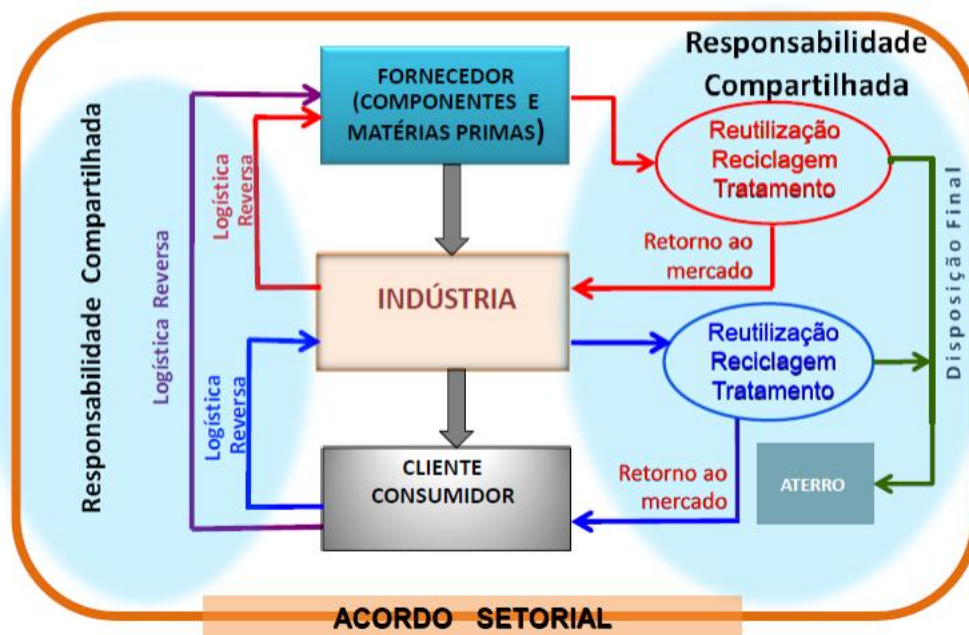 Responsabilidade
Compartilhada
FORNECEDOR
(COMPONENTES E
MATÉRIAS PRIMAS)
Reutilização
Reciclagem
Tratamento
Logística
Reversa
Retorno ao
mercado
Responsabilidade Compartilhada
Logística Reversa
INDÚSTRIA
Disposição Final
Reutilização
Reciclagem
Tratamento
Logística
Reversa
CLIENTE
CONSUMIDOR
Retorno ao
mercado
ATERRO
ACORDO SETORIAL